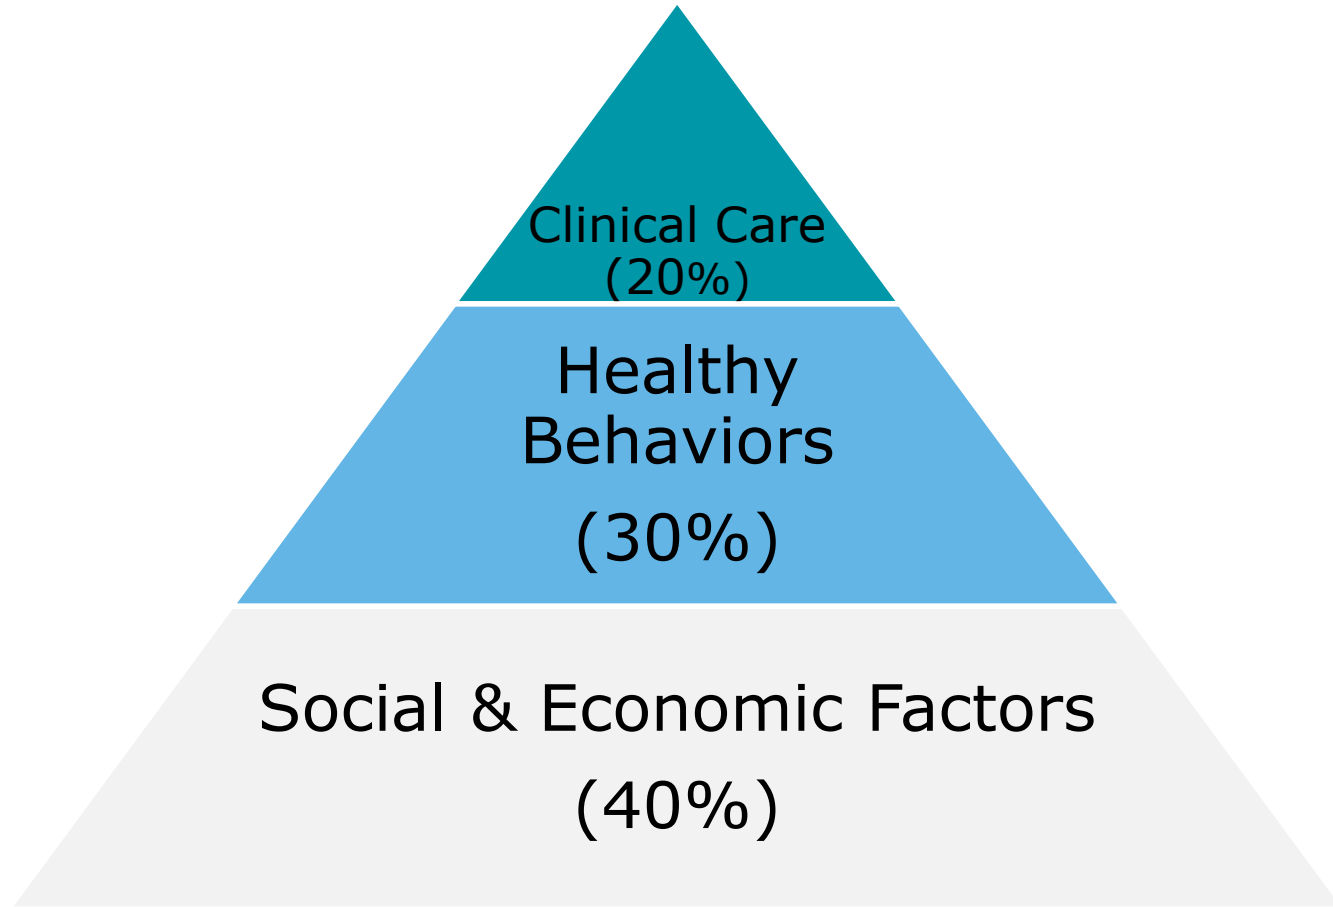 Clinical Care
(20%)
Healthy
Behaviors
(30%)
Social & Economic Factors
(40%)